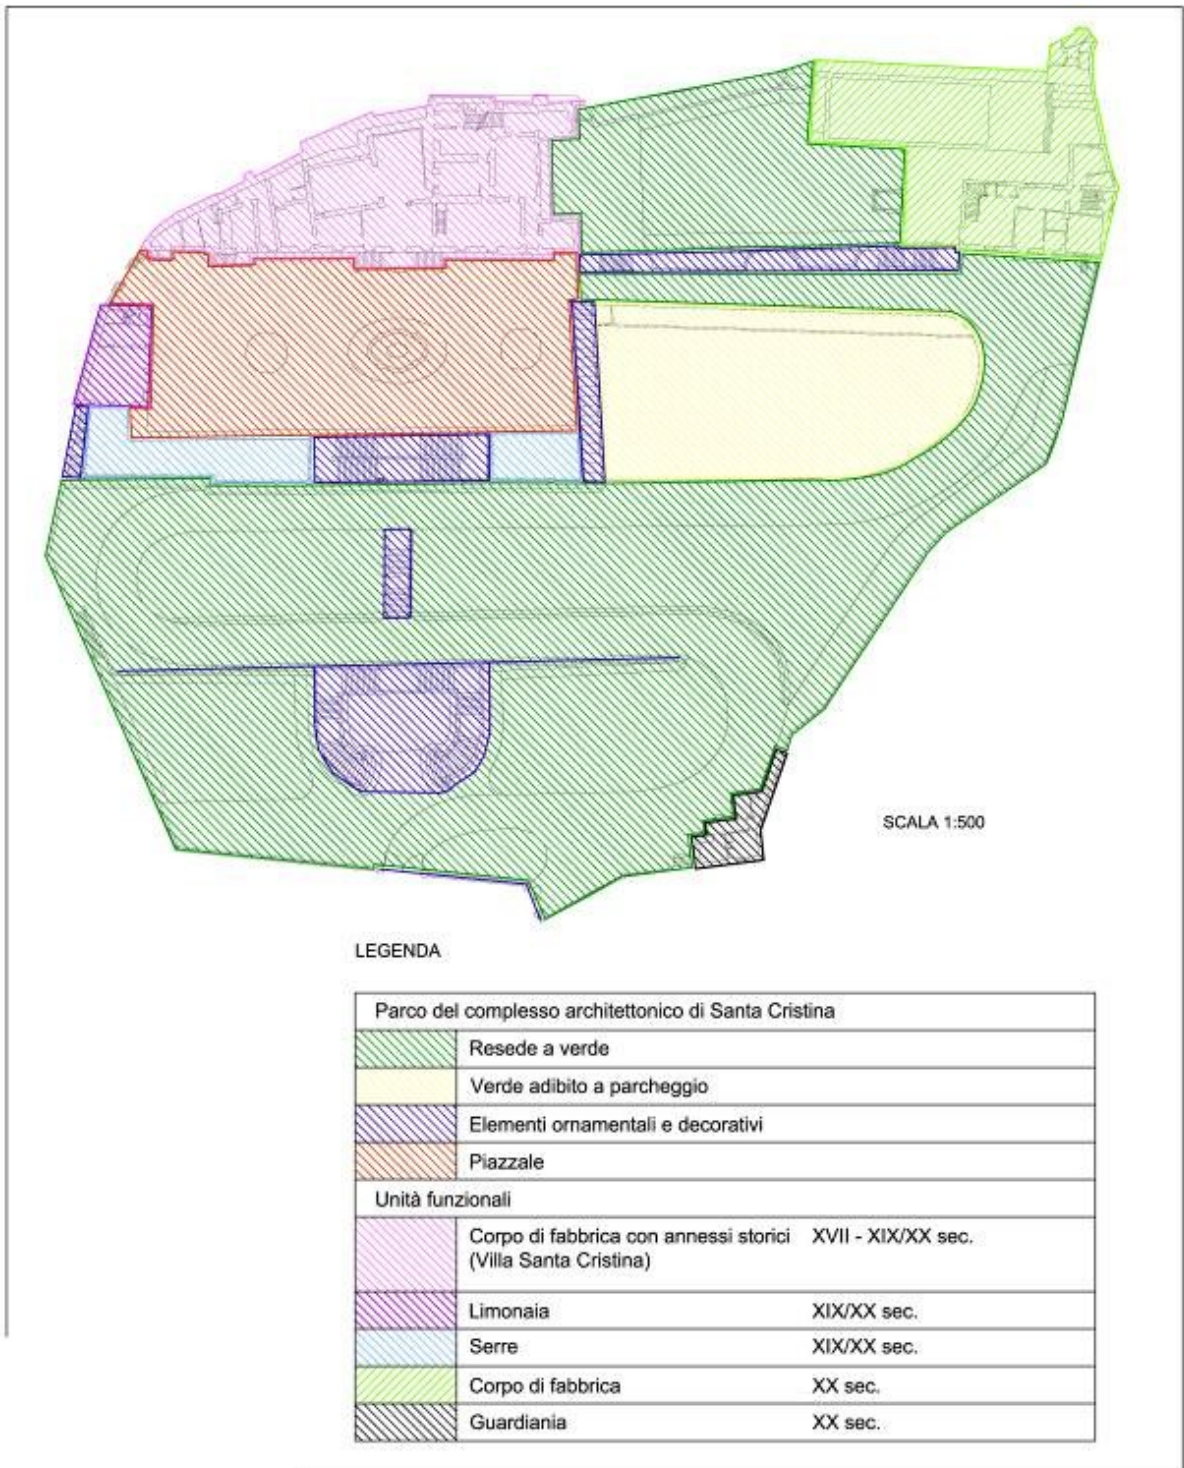 SCALA 1:500
LEGENDA
Parco del complesso architettonico di Santa Cristina
Resede a verde
Verde adibito a parcheggio
Elementi ornamentali e decorativi
Piazzale
Unità funzionali
Corpo di fabbrica con annessi storici XVII - XIX/XX sec.
(Villa Santa Cristina)
Limonaia XIX/XX sec.
Serre XIX/XX sec.
Corpo di fabbrica XX sec.
Guardiania XX sec.